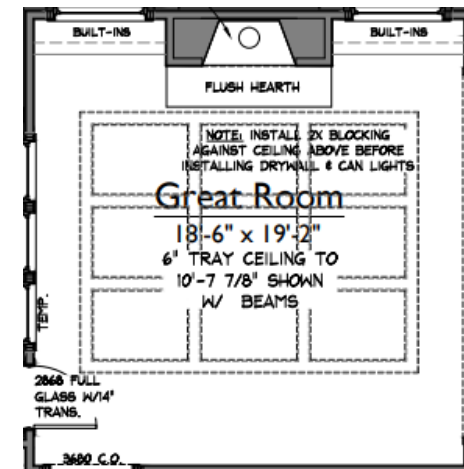 BUILT-INS
BUILT-INS
FLUSH HEARTH
NOTE: INSTALL 2X BLOCKING
AGAINST CEILING ABOVE BEFORE
INSTALLING DRYWALL & CAN LIGHTS
Great Room
18'-6" x 19'-2"
6" TRAY CEILING TO
10'-7 7/8" SHOWN
W/ BEAMS
TEMP.
2868 FULL
GLASS W/14"
TRANS.
3680 C.O.